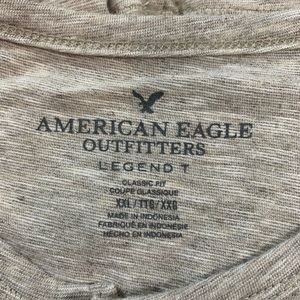 AMERICAN EAGLE
OUTFITTERS
LEGEND T
CLASSIC FIT
COUPE CLASSIQUE
XXL / TTG / XXG
MADE IN INDONESIA
FABRIQUÉ EN INDONÉSIE
HECHO EN INDONESIA